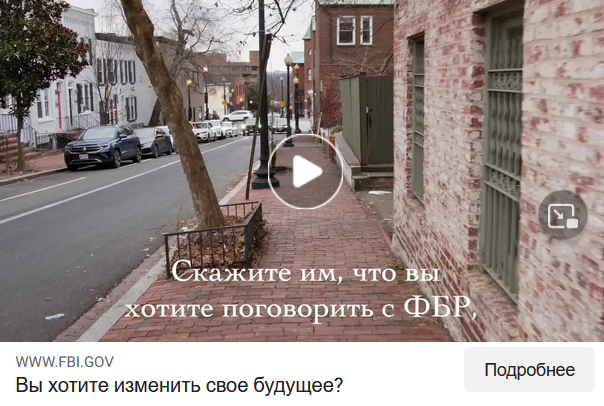 Скажите им, что вы
хотите поговорить с ФБР,
WWW.FBI.GOV
Вы хотите изменить свое будущее?
Подробнее